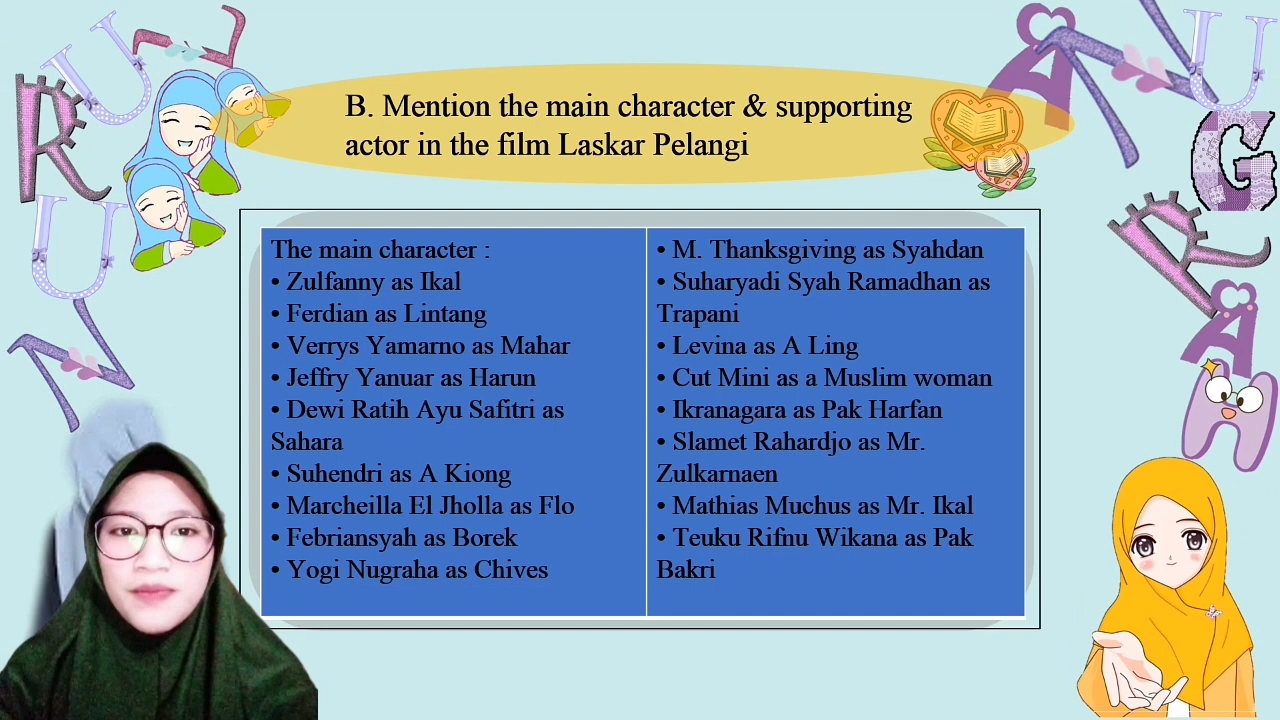 B. Mention the main character & supporting
actor in the film Laskar Pelangi
The main character :
• Zulfanny as Ikal
• Ferdian as Lintang
• Verrys Yamarno as Mahar
• Jeffry Yanuar as Harun
• Dewi Ratih Ayu Safitri as
Sahara
• Suhendri as A Kiong
• Marcheilla El Jholla as Flo
• Febriansyah as Borek
• Yogi Nugraha as Chives
• M. Thanksgiving as Syahdan
• Suharyadi Syah Ramadhan as
Trapani
• Levina as A Ling
• Cut Mini as a Muslim woman
• Ikranagara as Pak Harfan
• Slamet Rahardjo as Mr.
Zulkarnaen
• Mathias Muchus as Mr. Ikal
• Teuku Rifnu Wikana as Pak
Bakri